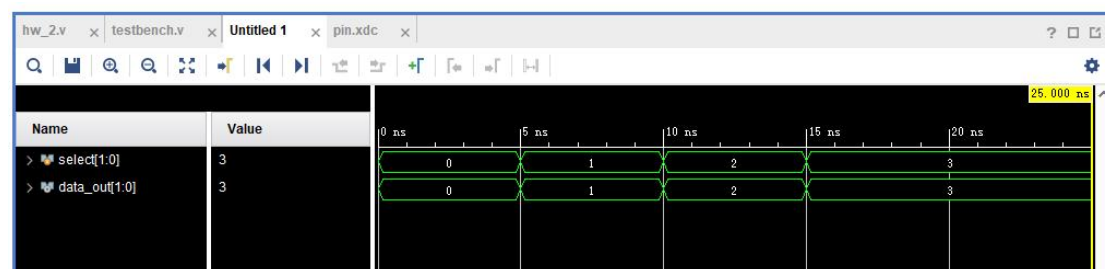 hw_2.v x testbench.v x Untitled 1 x pin.xdc x ?
25.000 ns
Name Value 0 ns 5 ns 10 ns 15 ns 20 ns
> select[1:0] 3 0 1 2 3
> data_out[1:0] 3 0 1 2 3